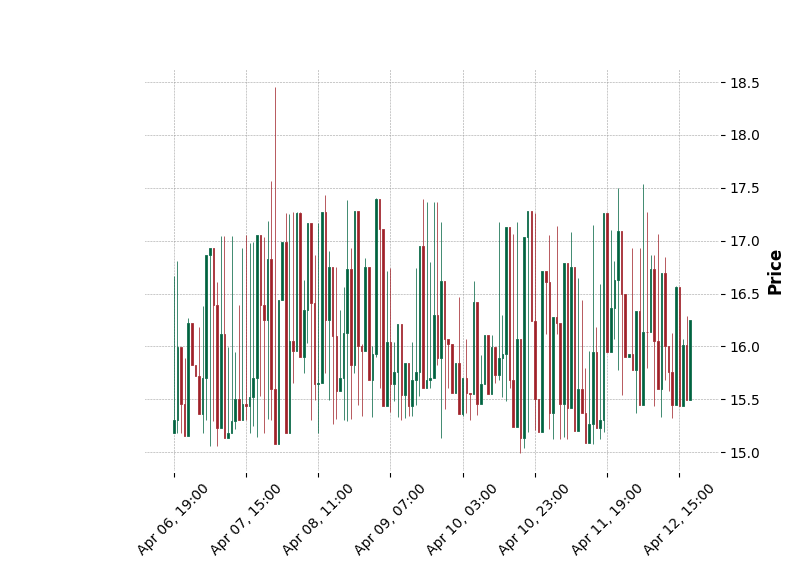 18.5
18.0
17.5
17.0
16.5
16.0
15.5
15.0
Price
Apr 06, 19:00
Apr 07, 15:00
Apr 08, 11:00
Apr 09, 07:00
Apr 10, 03:00
Apr 10, 23:00
Apr 11, 19:00
Apr 12, 15:00